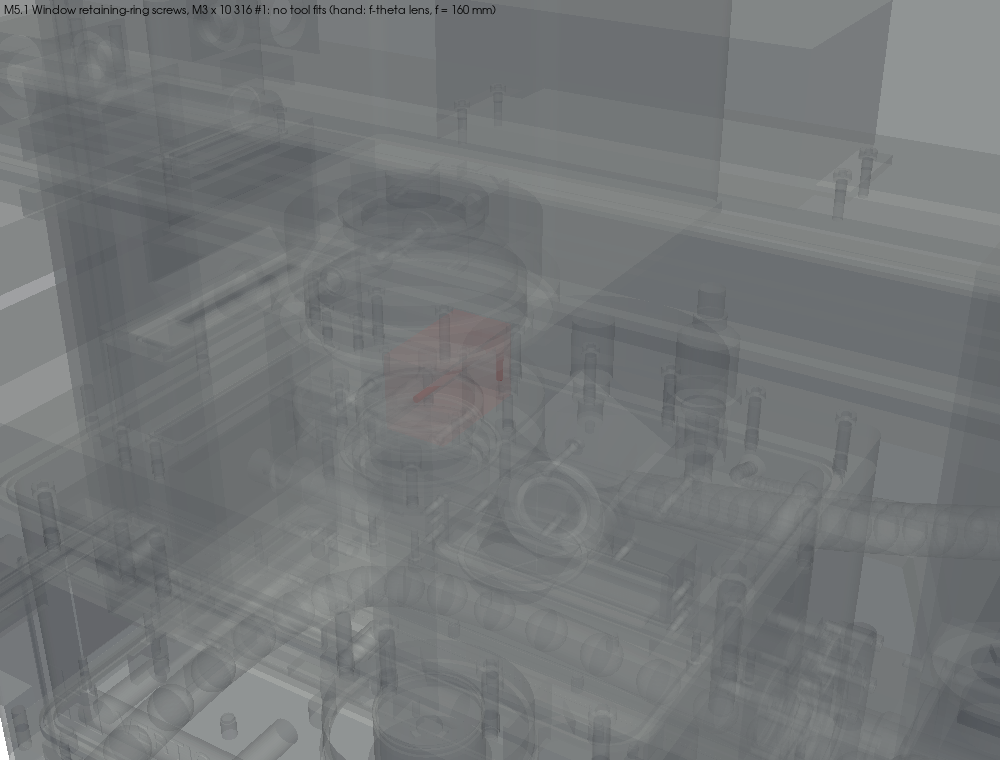 M5.1 Window retaining-ring screws, M3 x 10 316 #1: no tool fits (hand: f-theta lens, f = 160 mm)